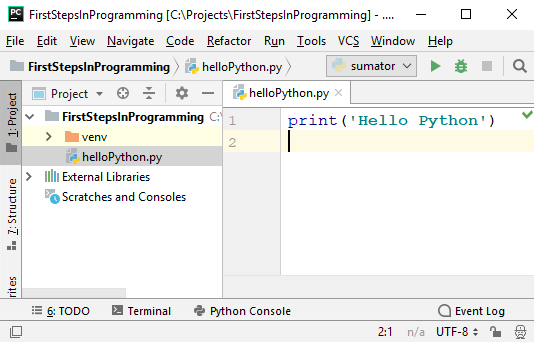 FirstStepsInProgramming [C:\Projects\FirstStepsInProgramming] - ....
File Edit View Navigate Code Refactor Run Tools VCS Window Help
FirstStepsInProgramming helloPython.py sumator
1: Project
Project
helloPython.py
FirstStepsInProgramming C:\
venv
helloPython.py
External Libraries
Scratches and Consoles
1 print('Hello Python')
2
7: Structure
6: TODO Terminal Python Console Event Log
2:1 n/a UTF-8